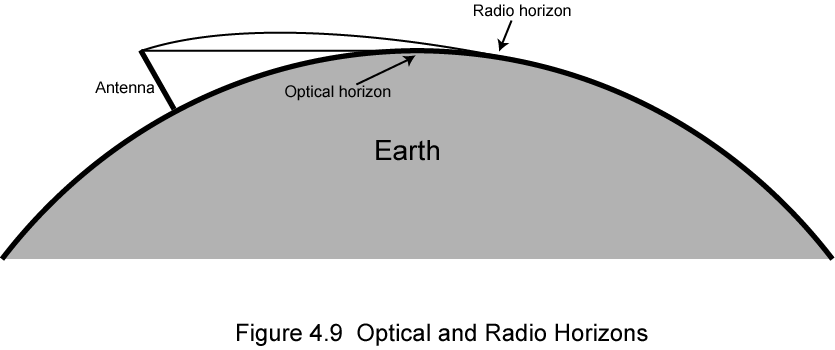 Radio horizon
Antenna
Optical horizon
Earth
Figure 4.9 Optical and Radio Horizons